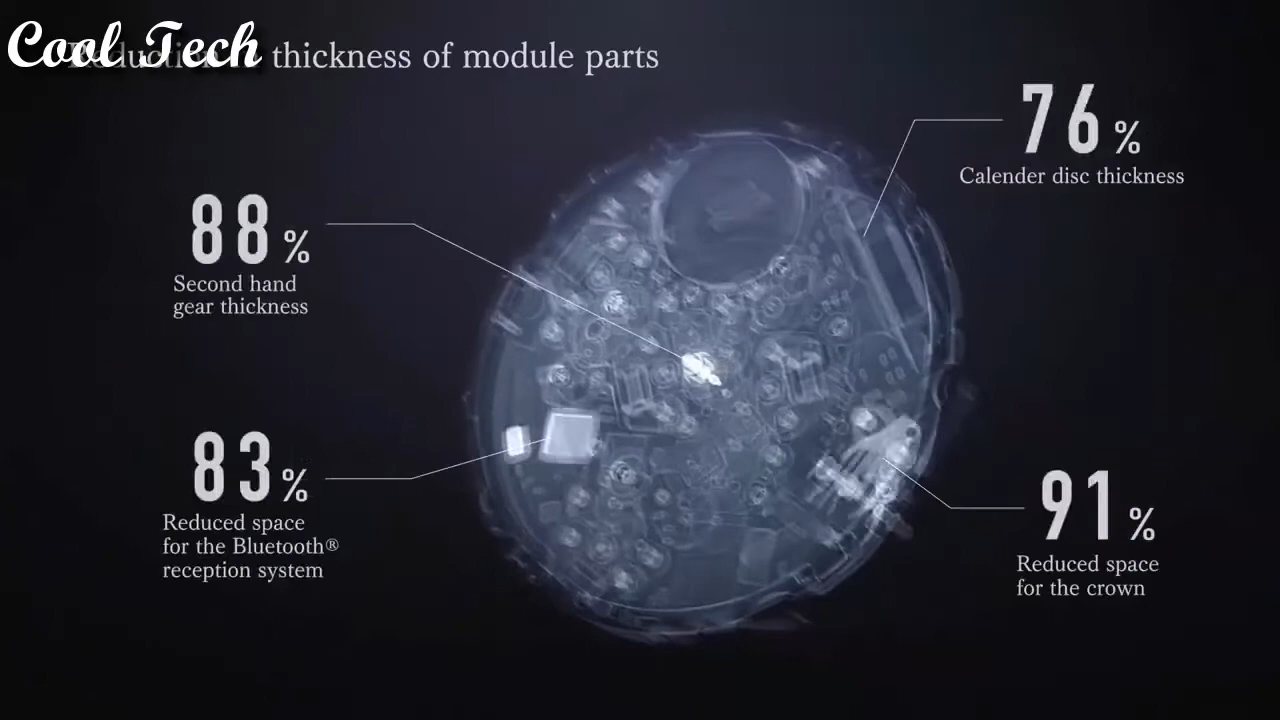 Cool Tech
thickness of module parts
76 %
Calender disc thickness
88 %
Second hand
gear thickness
83 %
Reduced space
for the Bluetooth®
reception system
91 %
Reduced space
for the crown